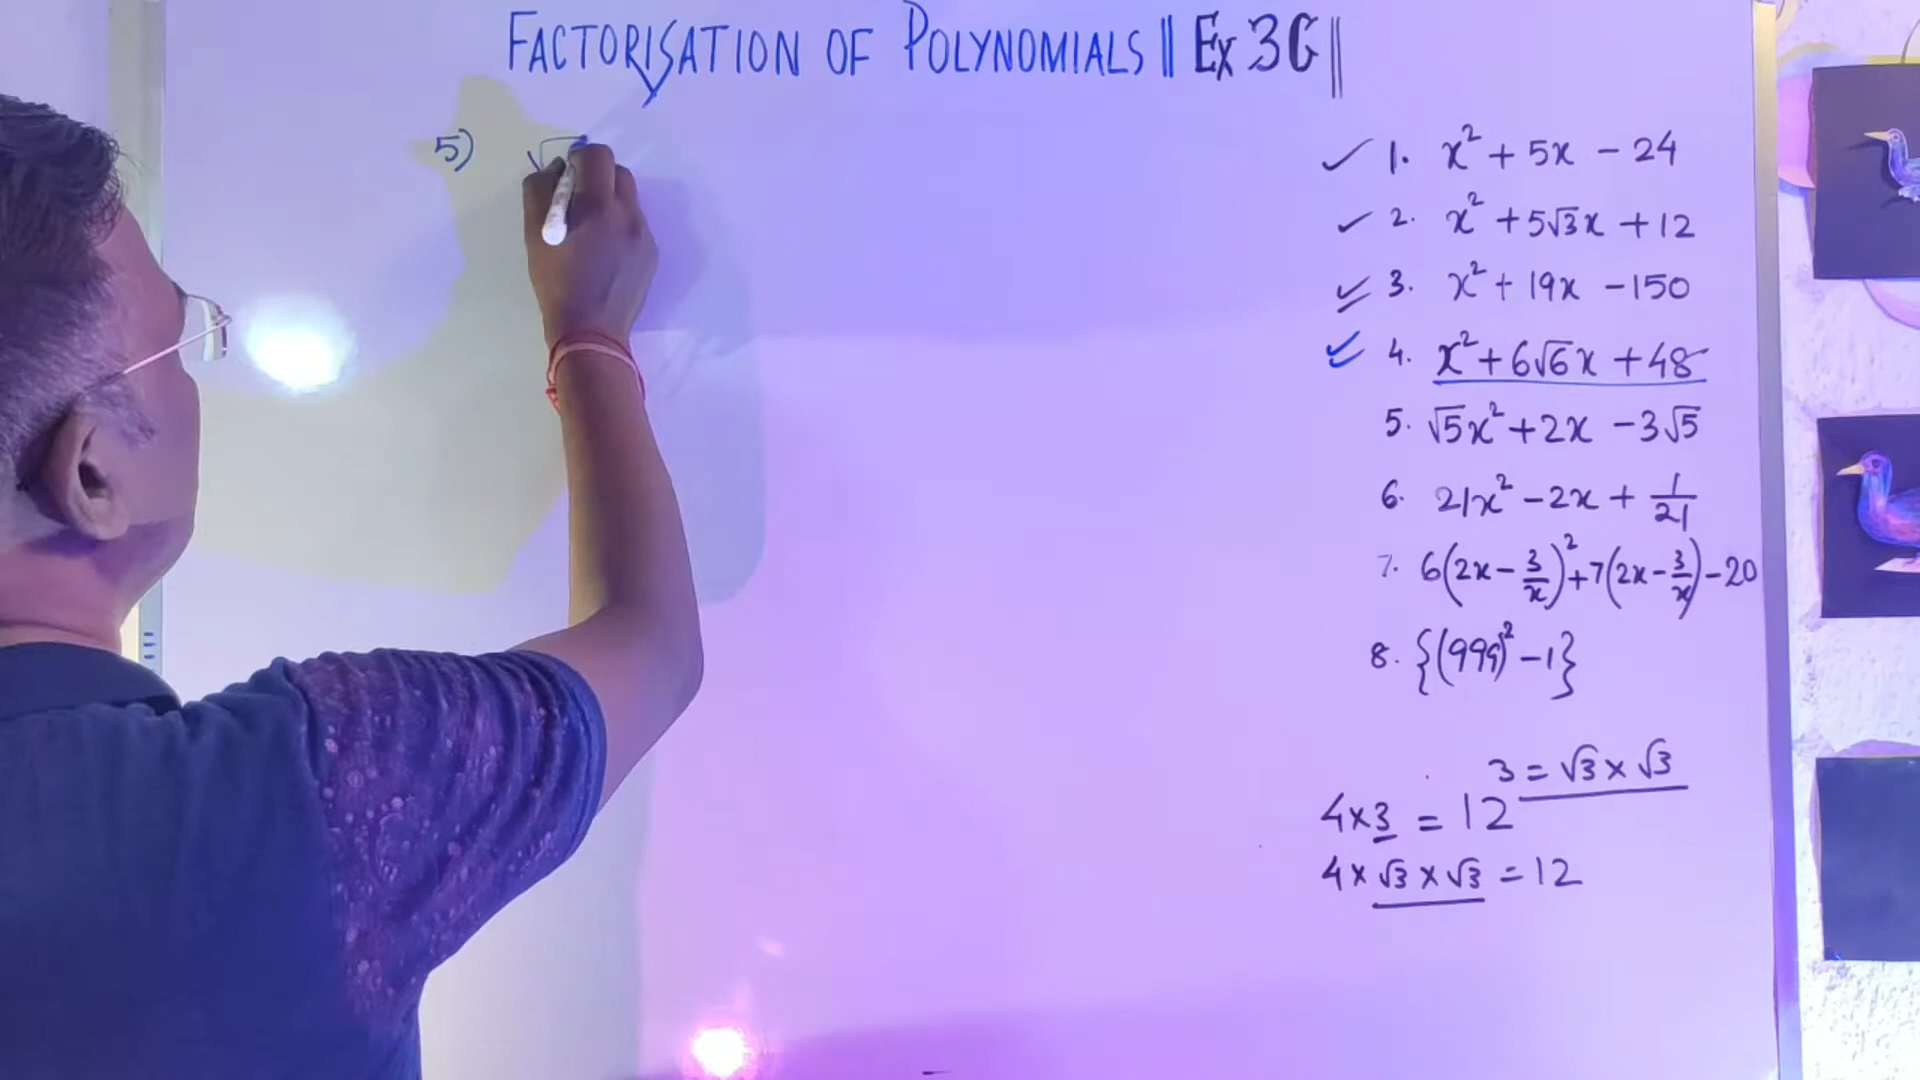 FACTORISATION OF POLYNOMIALS || Ex 3G ||
5) √
✓ 1. x² + 5x - 24
✓ 2. x² + 5√3x + 12
✓ 3. x² + 19x - 150
✓ 4. x² + 6√6x + 48
5. √5x² + 2x - 3√5
6. 21x² - 2x + 1/21
7. 6(2x - 3/x)² + 7(2x - 3/x) - 20
8. {(999)² - 1}
3 = √3 × √3
4 × 3 = 12
4 × √3 × √3 = 12